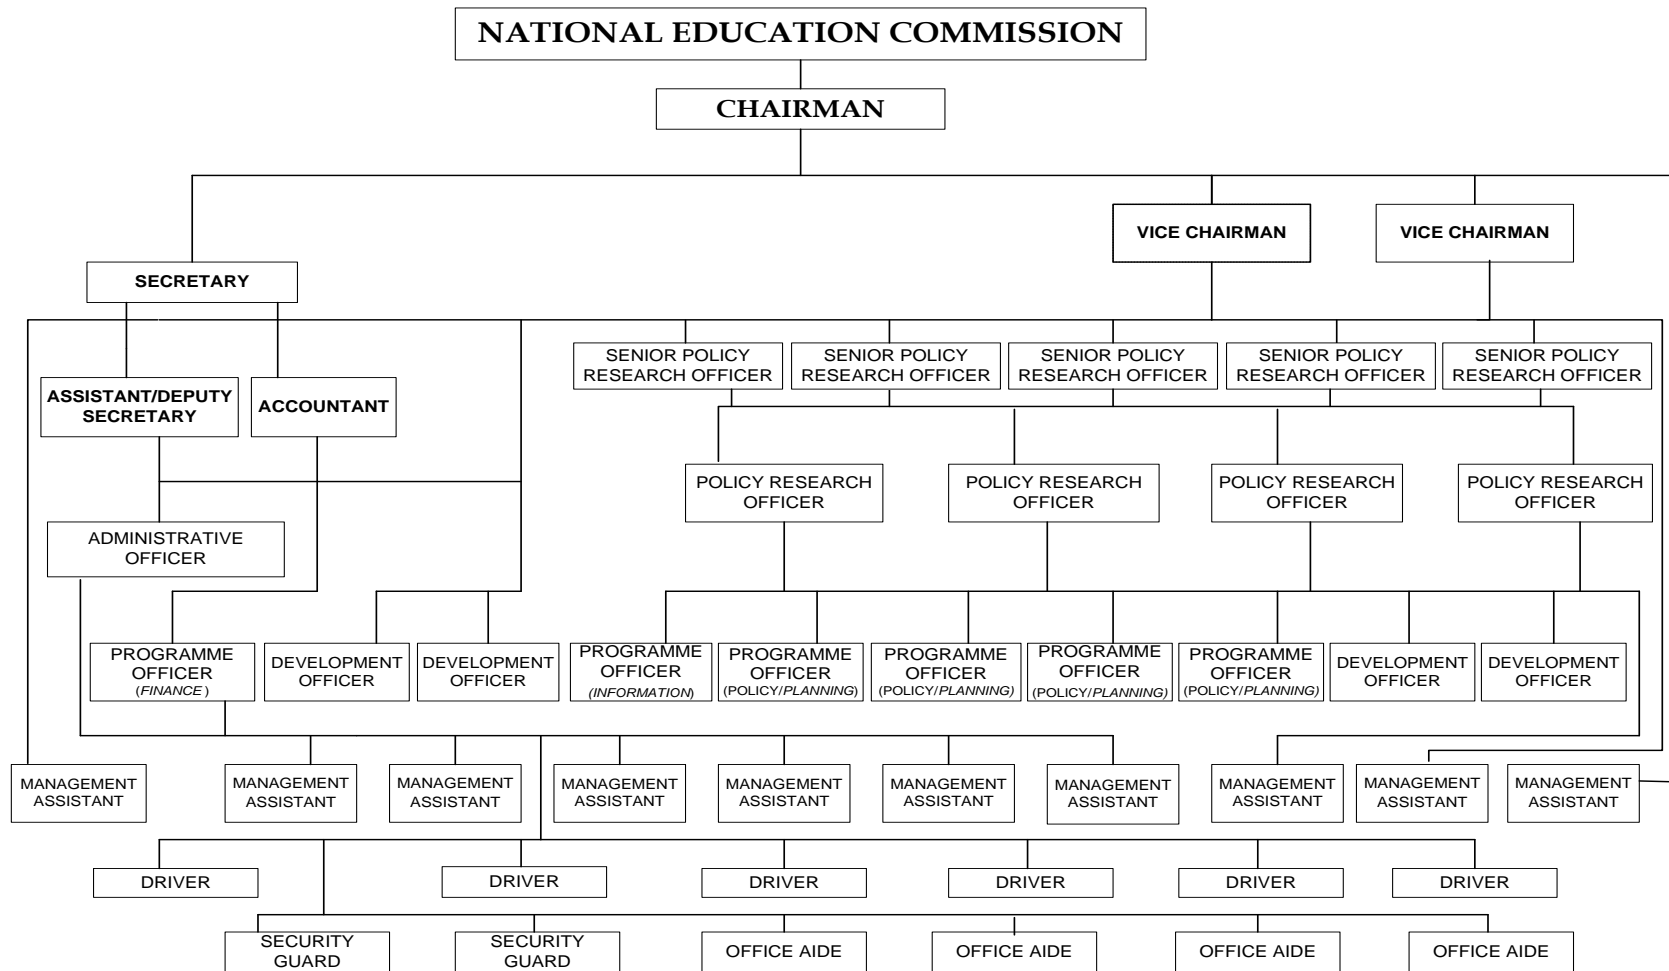 NATIONAL EDUCATION COMMISSION
CHAIRMAN
VICE CHAIRMAN
VICE CHAIRMAN
SECRETARY
SENIOR POLICY
RESEARCH OFFICER
SENIOR POLICY
RESEARCH OFFICER
SENIOR POLICY
RESEARCH OFFICER
SENIOR POLICY
RESEARCH OFFICER
SENIOR POLICY
RESEARCH OFFICER
ASSISTANT/DEPUTY
SECRETARY
ACCOUNTANT
POLICY RESEARCH
OFFICER
POLICY RESEARCH
OFFICER
POLICY RESEARCH
OFFICER
POLICY RESEARCH
OFFICER
ADMINISTRATIVE
OFFICER
PROGRAMME
OFFICER
(FINANCE)
DEVELOPMENT
OFFICER
DEVELOPMENT
OFFICER
PROGRAMME
OFFICER
(INFORMATION)
PROGRAMME
OFFICER
(POLICY/PLANNING)
PROGRAMME
OFFICER
(POLICY/PLANNING)
PROGRAMME
OFFICER
(POLICY/PLANNING)
PROGRAMME
OFFICER
(POLICY/PLANNING)
DEVELOPMENT
OFFICER
DEVELOPMENT
OFFICER
MANAGEMENT
ASSISTANT
MANAGEMENT
ASSISTANT
MANAGEMENT
ASSISTANT
MANAGEMENT
ASSISTANT
MANAGEMENT
ASSISTANT
MANAGEMENT
ASSISTANT
MANAGEMENT
ASSISTANT
MANAGEMENT
ASSISTANT
MANAGEMENT
ASSISTANT
MANAGEMENT
ASSISTANT
DRIVER
DRIVER
DRIVER
DRIVER
DRIVER
DRIVER
SECURITY
GUARD
SECURITY
GUARD
OFFICE AIDE
OFFICE AIDE
OFFICE AIDE
OFFICE AIDE